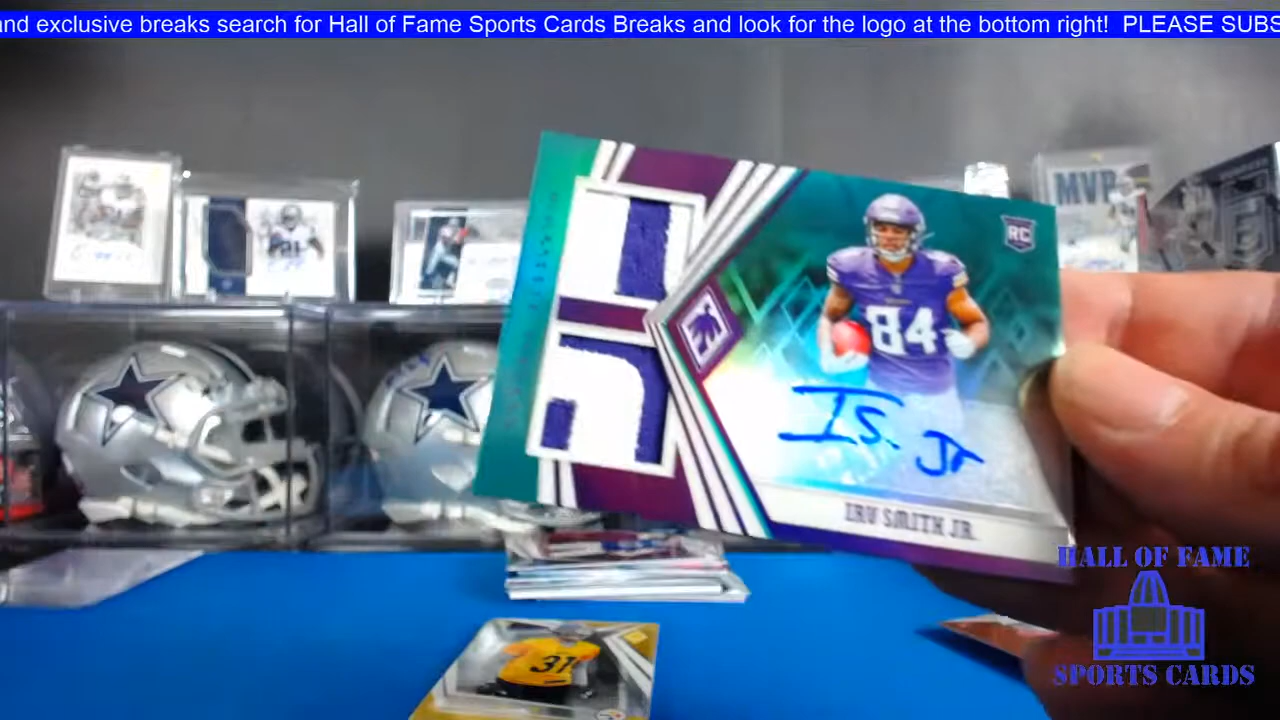 and exclusive breaks search for Hall of Fame Sports Cards Breaks and look for the logo at the bottom right! PLEASE SUBS
MVP
RC
84
I S. Jr
IRV SMITH JR.
31
HALL OF FAME
SPORTS CARDS